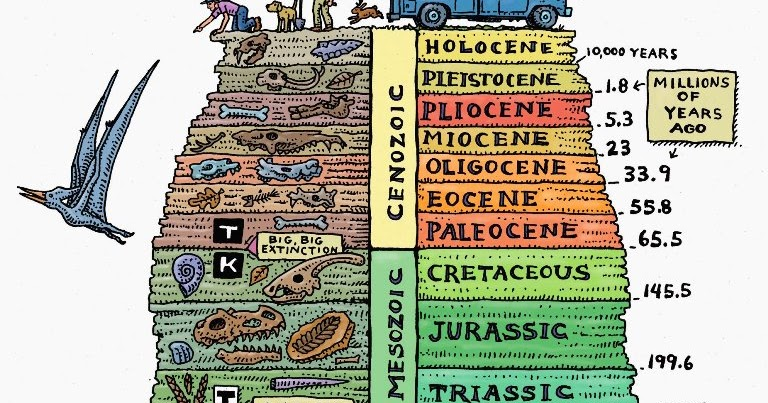 HOLOCENE
10,000 YEARS
PLEISTOCENE
1.8
MILLIONS
OF
YEARS
AGO
PLIOCENE
5.3
MIOCENE
23
OLIGOCENE
33.9
EOCENE
55.8
PALEOCENE
65.5
CENOZOIC
T
BIG, BIG
EXTINCTION
K
CRETACEOUS
145.5
JURASSIC
199.6
MESOZOIC
TRIASSIC
T